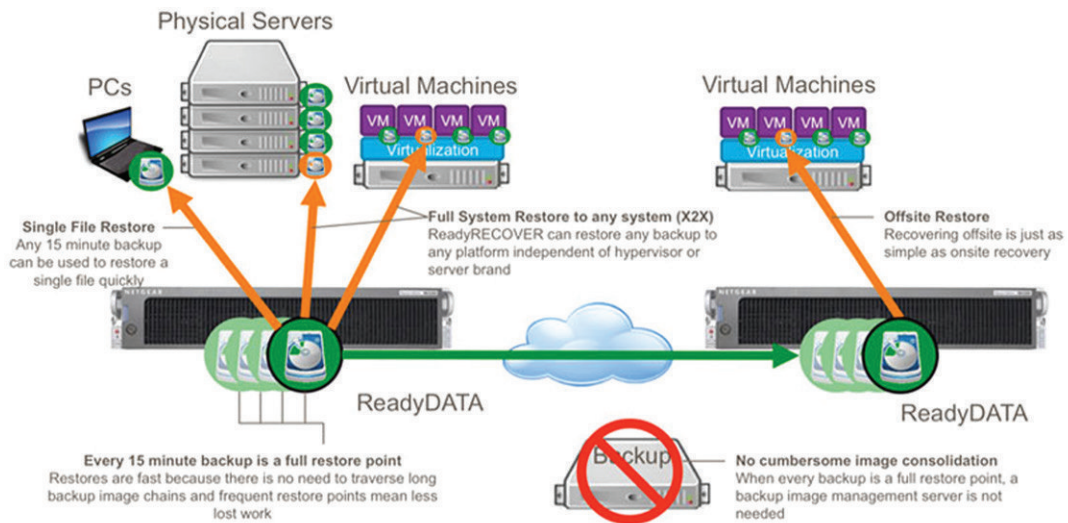 Physical Servers
PCs
Virtual Machines
Virtual Machines
VM VM VM VM
Virtualization
VM VM VM VM
Virtualization
Single File Restore
Any 15 minute backup
can be used to restore a
single file quickly
Full System Restore to any system (X2X)
ReadyRECOVER can restore any backup to
any platform independent of hypervisor or
server brand
Offsite Restore
Recovering offsite is just as
simple as onsite recovery
NETGEAR
NETGEAR
ReadyDATA
ReadyDATA
Every 15 minute backup is a full restore point
Restores are fast because there is no need to traverse long
backup image chains and frequent restore points mean less
lost work
Backup
No cumbersome image consolidation
When every backup is a full restore point, a
backup image management server is not
needed